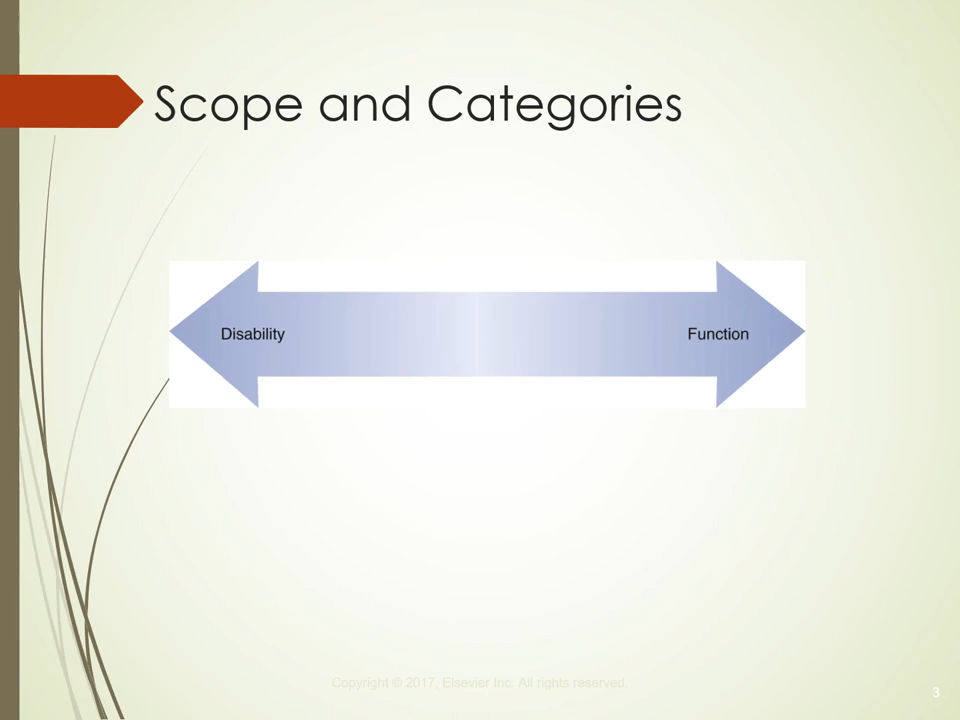 Scope and Categories
Disability
Function
Copyright © 2017, Elsevier Inc. All rights reserved.
3